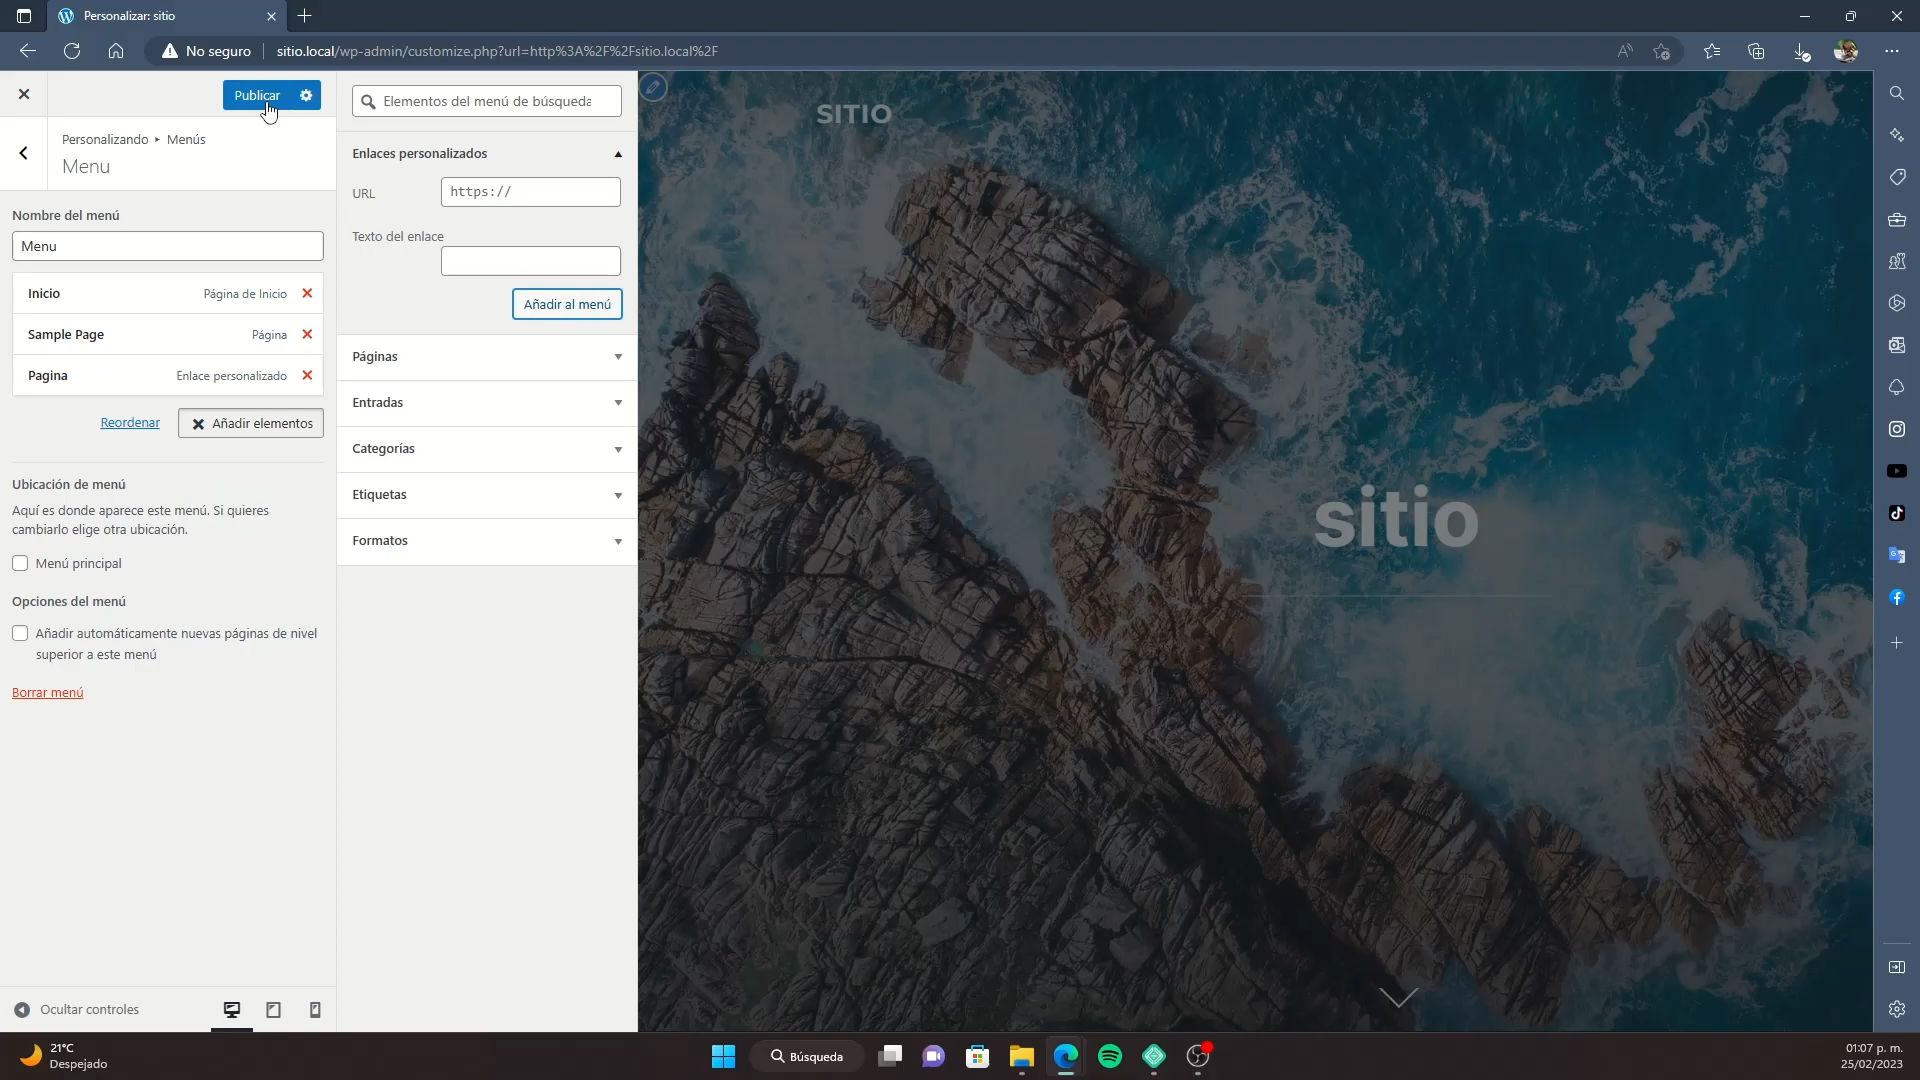 Personalizar: sitio
No seguro
sitio.local/wp-admin/customize.php?url=http%3A%2F%2Fsitio.local%2F
Publicar
Personalizando ▸ Menús
Menu
Nombre del menú
Menu
Inicio Página de Inicio
Sample Page Página
Pagina Enlace personalizado
Reordenar
Añadir elementos
Ubicación de menú
Aquí es donde aparece este menú. Si quieres
cambiarlo elige otra ubicación.
Menú principal
Opciones del menú
Añadir automáticamente nuevas páginas de nivel
superior a este menú
Borrar menú
Ocultar controles
Elementos del menú de búsqueda
Enlaces personalizados
URL
https://
Texto del enlace
Añadir al menú
Páginas
Entradas
Categorías
Etiquetas
Formatos
SITIO
sitio
21°C
Despejado
Búsqueda
01:07 p. m.
25/02/2023